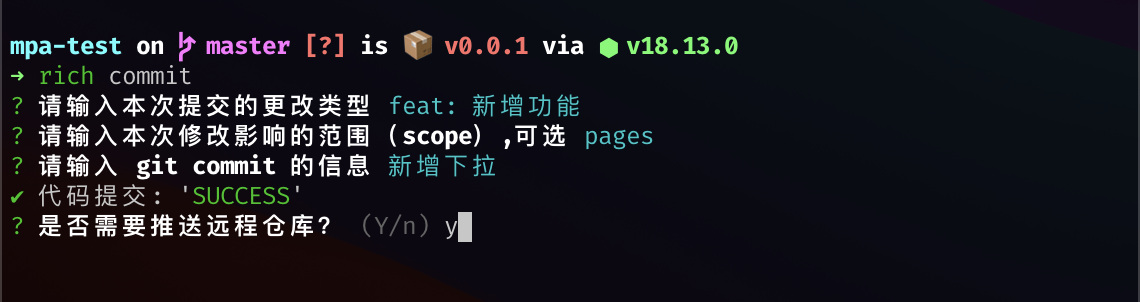 mpa-test on master [?] is 📦 v0.0.1 via ⬢ v18.13.0
➜ rich commit
? 请输入本次提交的更改类型 feat: 新增功能
? 请输入本次修改影响的范围（scope）,可选 pages
? 请输入 git commit 的信息 新增下拉
✔ 代码提交: 'SUCCESS'
? 是否需要推送远程仓库? （Y/n）y